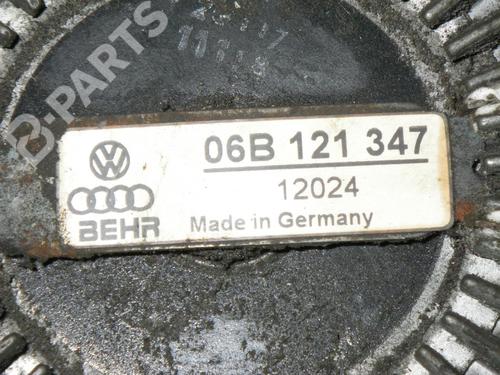 B-PARTS
06B 121 347
12024
BEHR
Made in Germany